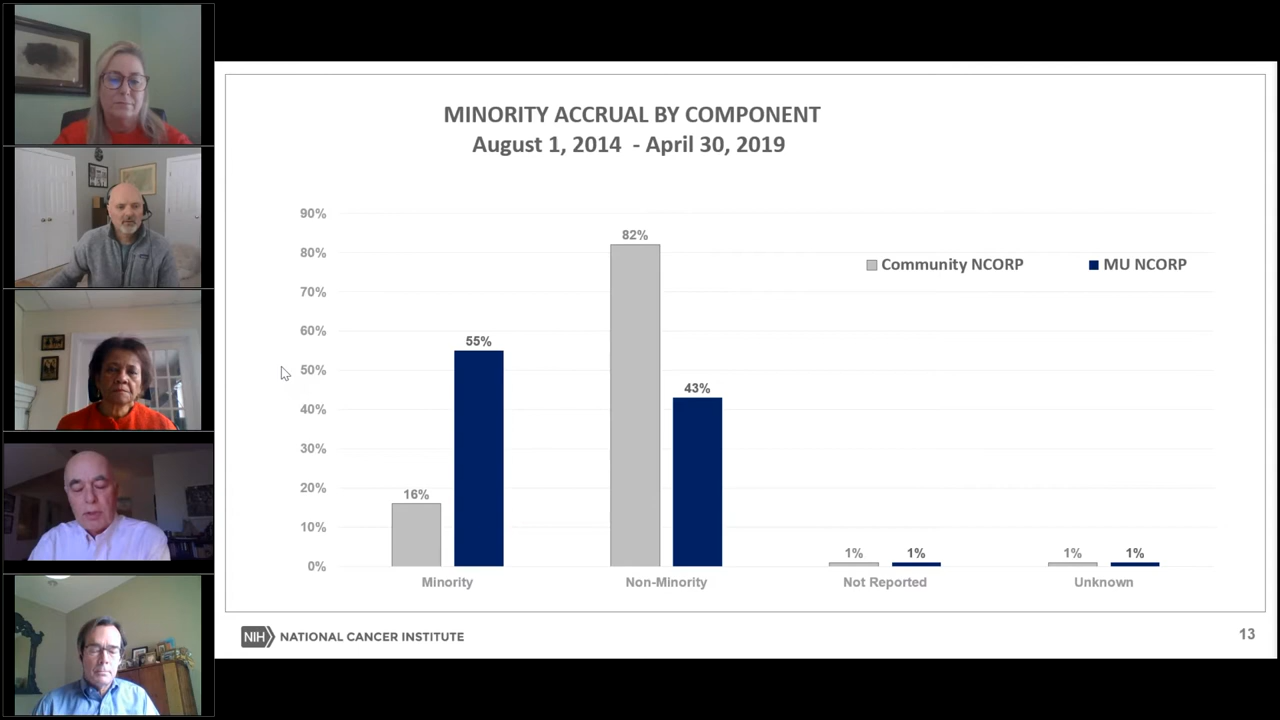 MINORITY ACCRUAL BY COMPONENT
August 1, 2014 - April 30, 2019
90%
80%
70%
60%
50%
40%
30%
20%
10%
0%
Community NCORP
MU NCORP
16%
55%
82%
43%
1%
1%
1%
1%
Minority
Non-Minority
Not Reported
Unknown
NIH NATIONAL CANCER INSTITUTE
13